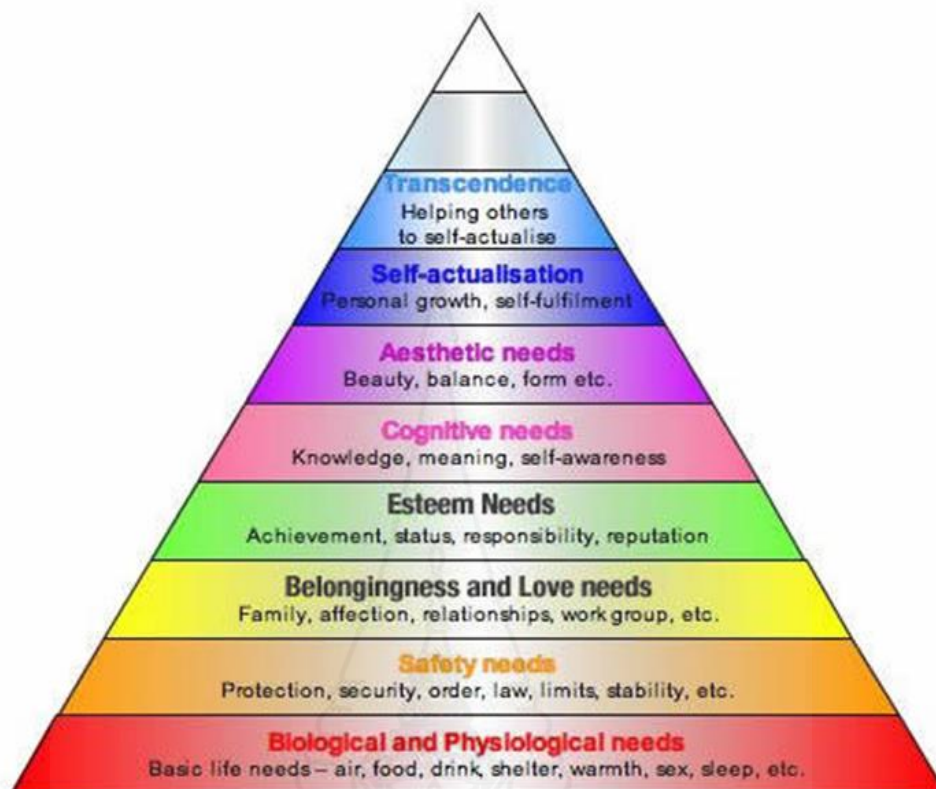 Transcendence
Helping others
to self-actualise
Self-actualisation
Personal growth, self-fulfilment
Aesthetic needs
Beauty, balance, form etc.
Cognitive needs
Knowledge, meaning, self-awareness
Esteem Needs
Achievement, status, responsibility, reputation
Belongingness and Love needs
Family, affection, relationships, work group, etc.
Safety needs
Protection, security, order, law, limits, stability, etc.
Biological and Physiological needs
Basic life needs – air, food, drink, shelter, warmth, sex, sleep, etc.